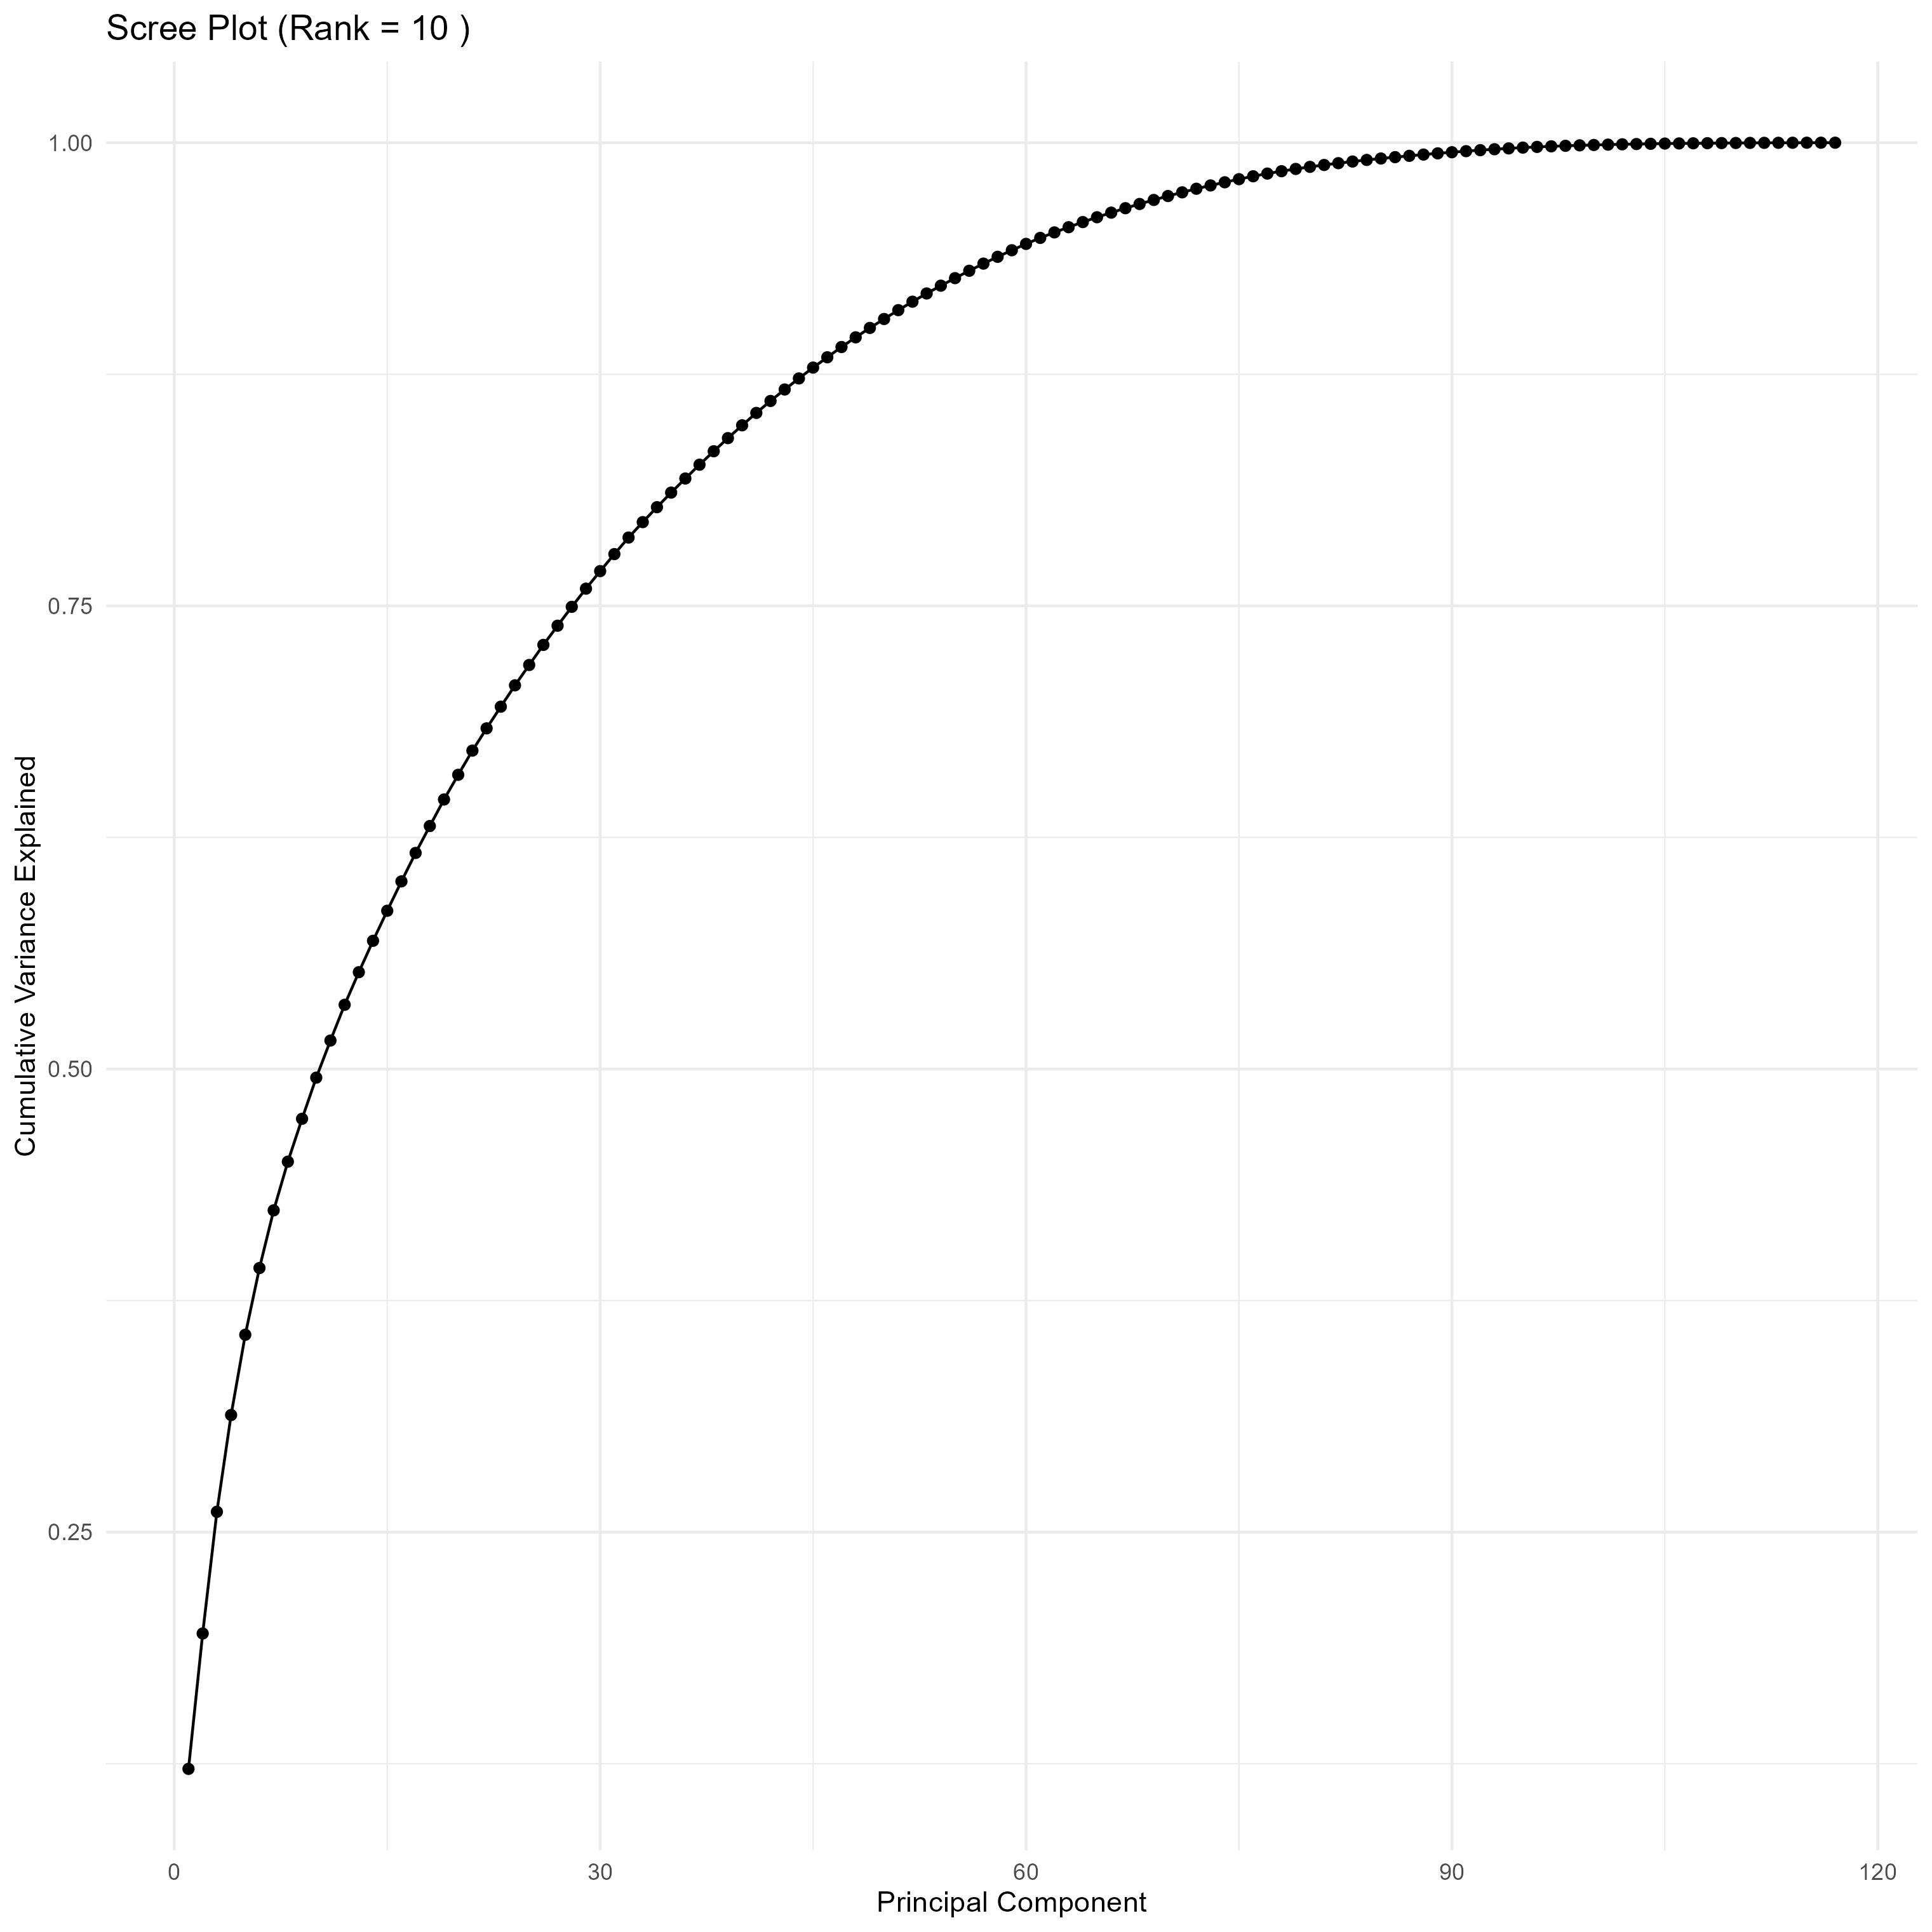 Scree Plot (Rank = 10 )
Cumulative Variance Explained
1.00
0.75
0.50
0.25
0 30 60 90 120
Principal Component